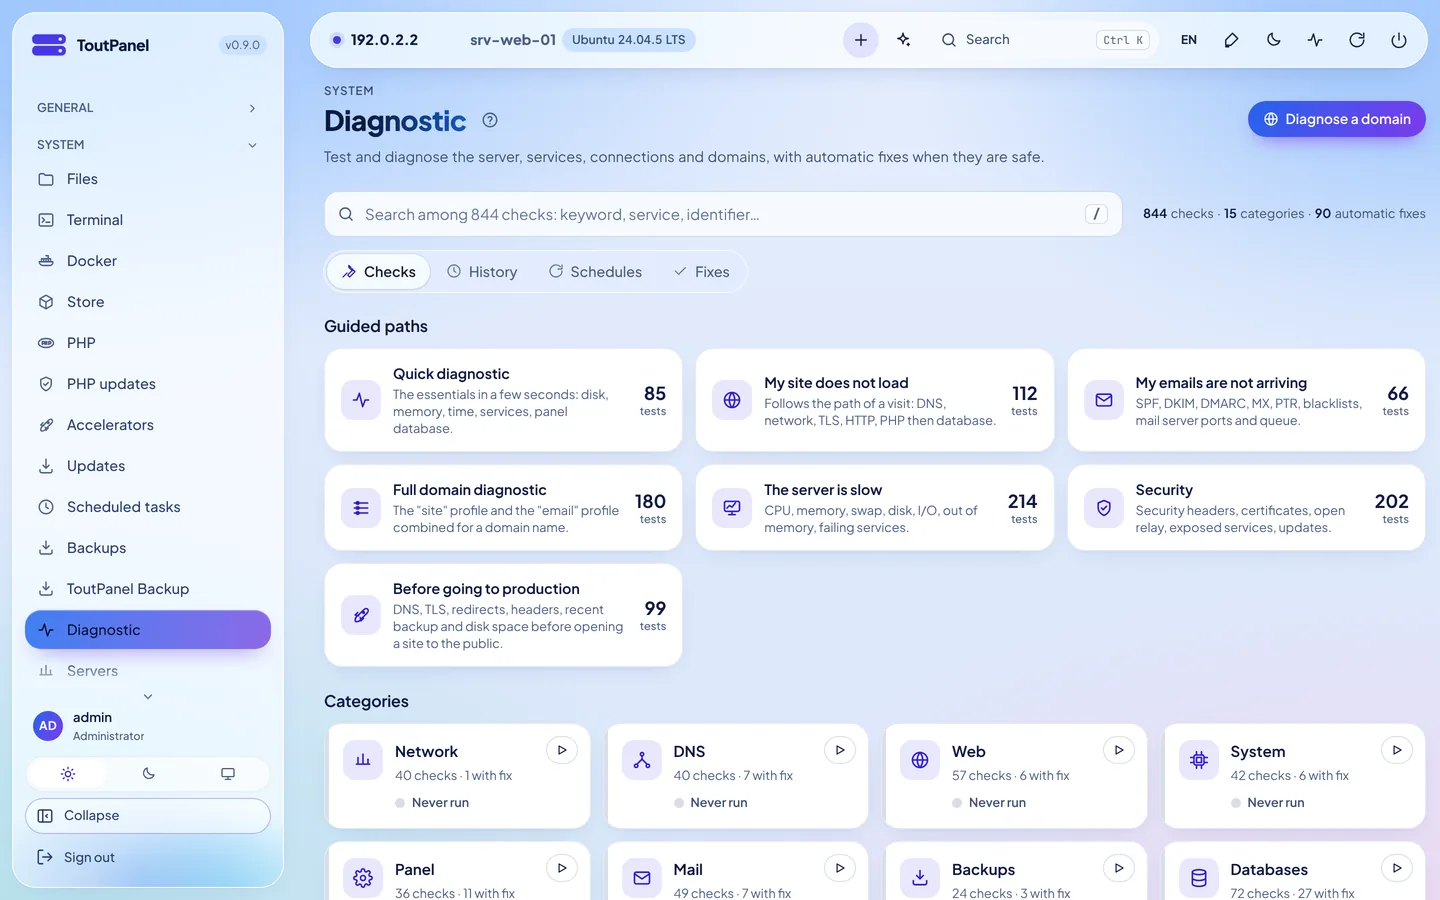 ToutPanel
v0.9.0
GENERAL
SYSTEM
Files
Terminal
Docker
Store
PHP
PHP updates
Accelerators
Updates
Scheduled tasks
Backups
ToutPanel Backup
Diagnostic
Servers
AD
admin
Administrator
Collapse
Sign out
192.0.2.2
srv-web-01
Ubuntu 24.04.5 LTS
Search
Ctrl K
EN
SYSTEM
Diagnostic
Diagnose a domain
Test and diagnose the server, services, connections and domains, with automatic fixes when they are safe.
Search among 844 checks: keyword, service, identifier...
/
844 checks · 15 categories · 90 automatic fixes
Checks
History
Schedules
Fixes
Guided paths
Quick diagnostic
The essentials in a few seconds: disk,
memory, time, services, panel
database.
85
tests
My site does not load
Follows the path of a visit: DNS,
network, TLS, HTTP, PHP then database.
112
tests
My emails are not arriving
SPF, DKIM, DMARC, MX, PTR, blacklists,
mail server ports and queue.
66
tests
Full domain diagnostic
The "site" profile and the "email" profile
combined for a domain name.
180
tests
The server is slow
CPU, memory, swap, disk, I/O, out of
memory, failing services.
214
tests
Security
Security headers, certificates, open
relay, exposed services, updates.
202
tests
Before going to production
DNS, TLS, redirects, headers, recent
backup and disk space before opening
a site to the public.
99
tests
Categories
Network
40 checks · 1 with fix
Never run
DNS
40 checks · 7 with fix
Never run
Web
57 checks · 6 with fix
Never run
System
42 checks · 6 with fix
Never run
Panel
36 checks · 11 with fix
Mail
49 checks · 7 with fix
Backups
24 checks · 3 with fix
Databases
72 checks · 27 with fix